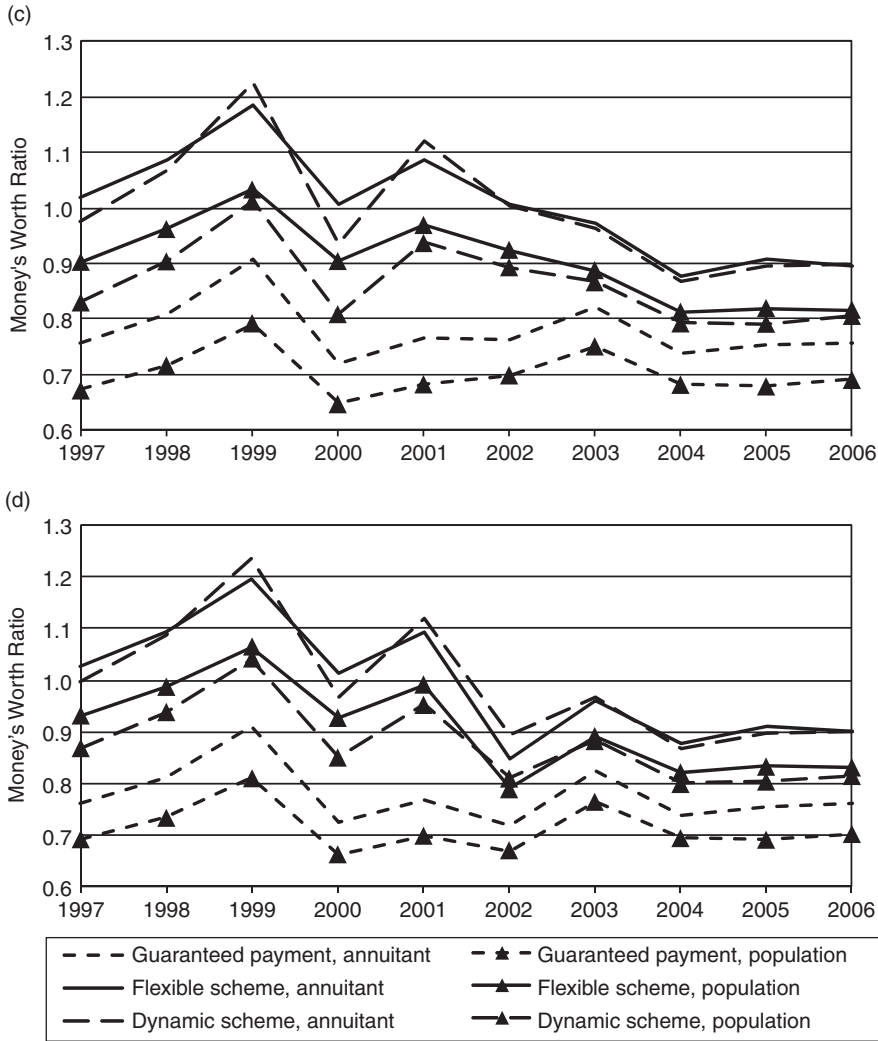 (c)
1.3
1.2
1.1
1.0
0.9
0.8
0.7
0.6
Money's Worth Ratio
1997 1998 1999 2000 2001 2002 2003 2004 2005 2006
(d)
1.3
1.2
1.1
1.0
0.9
0.8
0.7
0.6
Money's Worth Ratio
1997 1998 1999 2000 2001 2002 2003 2004 2005 2006
Guaranteed payment, annuitant Guaranteed payment, population
Flexible scheme, annuitant Flexible scheme, population
Dynamic scheme, annuitant Dynamic scheme, population